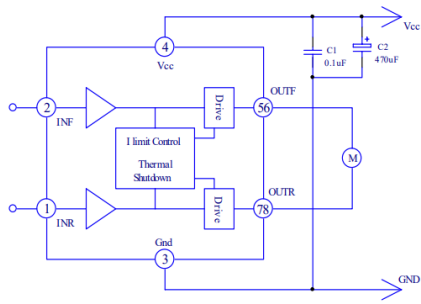 Vcc
4
Vcc
C1
0.1uF
+
C2
470uF
2
INF
Drive
56
OUTF
I limit Control
Thermal
Shutdown
M
1
INR
Drive
78
OUTR
Gnd
3
GND